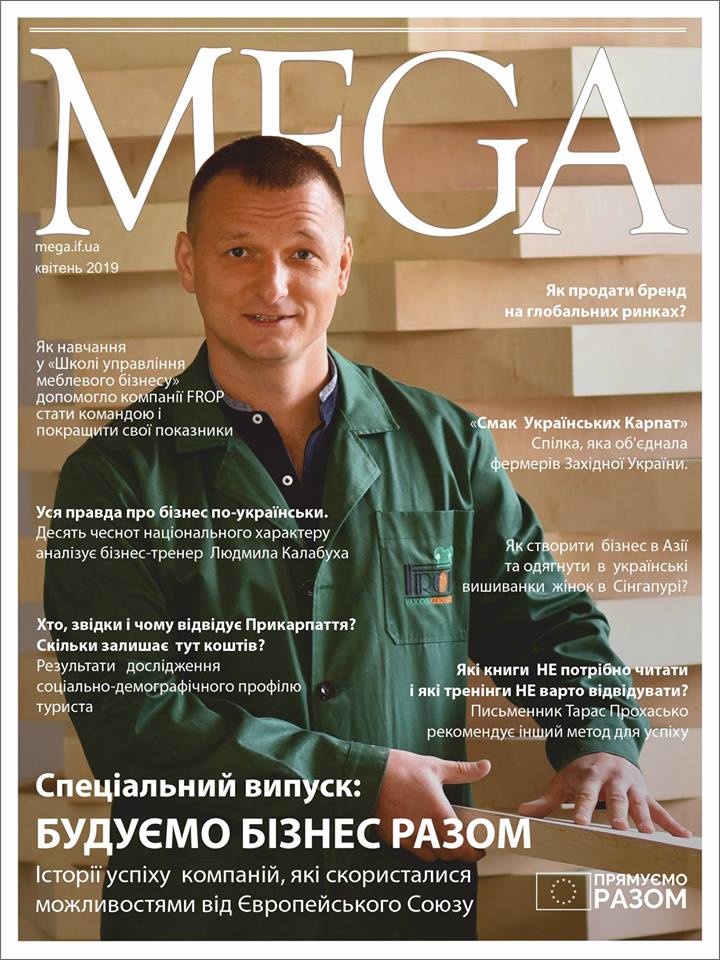 MEGA
mega.if.ua
квітень 2019
Як продати бренд
на глобальних ринках?
Як навчання
у «Школі управління
меблевого бізнесу»
допомогло компанії FROP
стати командою і
покращити свої показники
«Смак Українських Карпат»
Спілка, яка об'єднала
фермерів Західної України.
Уся правда про бізнес по-українськи.
Десять чеснот національного характеру
аналізує бізнес-тренер Людмила Калабуха
Як створити бізнес в Азії
та одягнути в українські
вишиванки жінок в Сінгапурі?
Хто, звідки і чому відвідує Прикарпаття?
Скільки залишає тут коштів?
Результати дослідження
соціально-демографічного профілю
туриста
Які книги НЕ потрібно читати
і які тренінги НЕ варто відвідувати?
Письменник Тарас Прохасько
рекомендує інший метод для успіху
Спеціальний випуск:
БУДУЄМО БІЗНЕС РАЗОМ
Історії успіху компаній, які скористалися
можливостями від Європейського Союзу
ПРЯМУЄМО
РАЗОМ